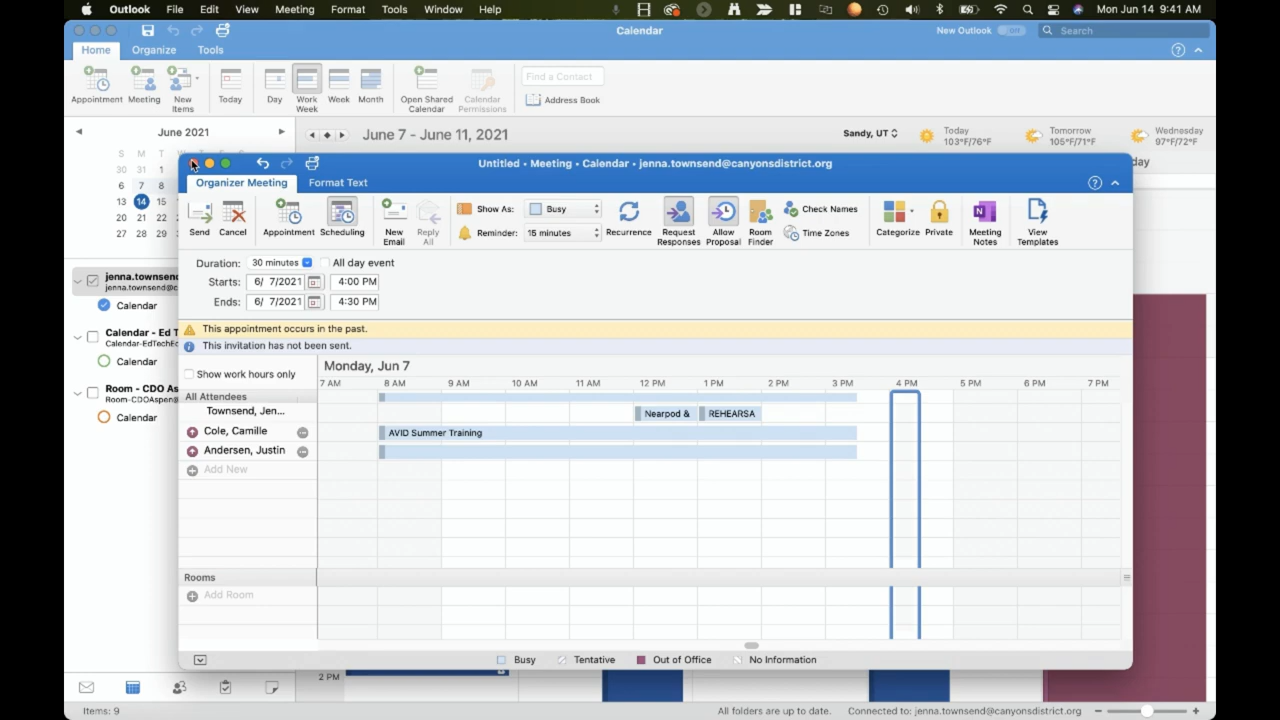 Outlook File Edit View Meeting Format Tools Window Help Mon Jun 14 9:41 AM
Calendar New Outlook Search
Home Organize Tools
Find a Contact
Appointment Meeting New Items Today Day Work Week Week Month Open Shared Calendar Calendar Permissions Address Book
June 2021 June 7 - June 11, 2021 Sandy, UT Today 103°F/76°F Tomorrow 105°F/71°F Wednesday 97°F/72°F
S M T
30 31 1
6 7 8
13 14 15
20 21 22
27 28 29
day
Untitled • Meeting • Calendar • jenna.townsend@canyonsdistrict.org
Organizer Meeting Format Text
Send Cancel Appointment Scheduling New Email Reply All Show As: Busy Reminder: 15 minutes Recurrence Request Responses Allow Proposal Room Finder Check Names Time Zones Categorize Private Meeting Notes View Templates
Duration: 30 minutes All day event
Starts: 6/ 7/2021 4:00 PM
Ends: 6/ 7/2021 4:30 PM
This appointment occurs in the past.
This invitation has not been sent.
jenna.townsen
jenna.townsend@c
Calendar
Calendar - Ed T
Calendar-EdTechEd
Calendar
Room - CDO As
Room-CDOAspen@
Calendar
Monday, Jun 7
Show work hours only
7 AM 8 AM 9 AM 10 AM 11 AM 12 PM 1 PM 2 PM 3 PM 4 PM 5 PM 6 PM 7 PM
All Attendees
Townsend, Jen... Nearpod & REHEARSA
Cole, Camille AVID Summer Training
Andersen, Justin
Add New
Rooms
Add Room
Busy Tentative Out of Office No Information
2 PM
Items: 9 All folders are up to date. Connected to: jenna.townsend@canyonsdistrict.org